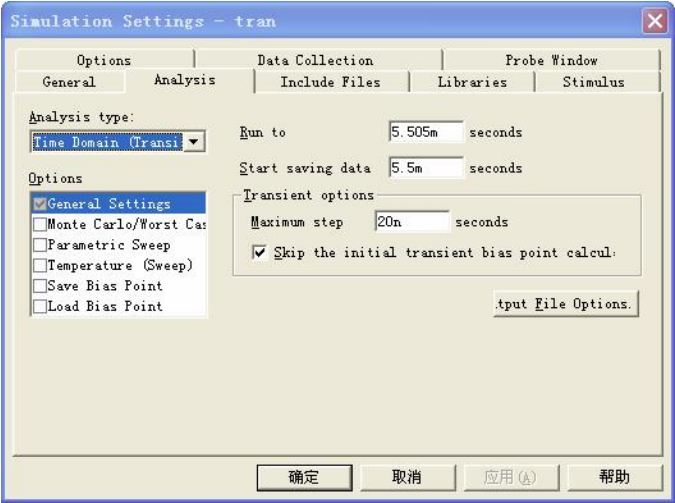 Simulation Settings - tran
Options
Data Collection
Probe Window
General
Analysis
Include Files
Libraries
Stimulus
Analysis type:
Time Domain (Transi
Run to
5.505m
seconds
Start saving data
5.5m
seconds
Options
General Settings
Monte Carlo/Worst Cas
Parametric Sweep
Temperature (Sweep)
Save Bias Point
Load Bias Point
Transient options
Maximum step
20n
seconds
Skip the initial transient bias point calcul
.tput File Options.
确定
取消
应用(A)
帮助